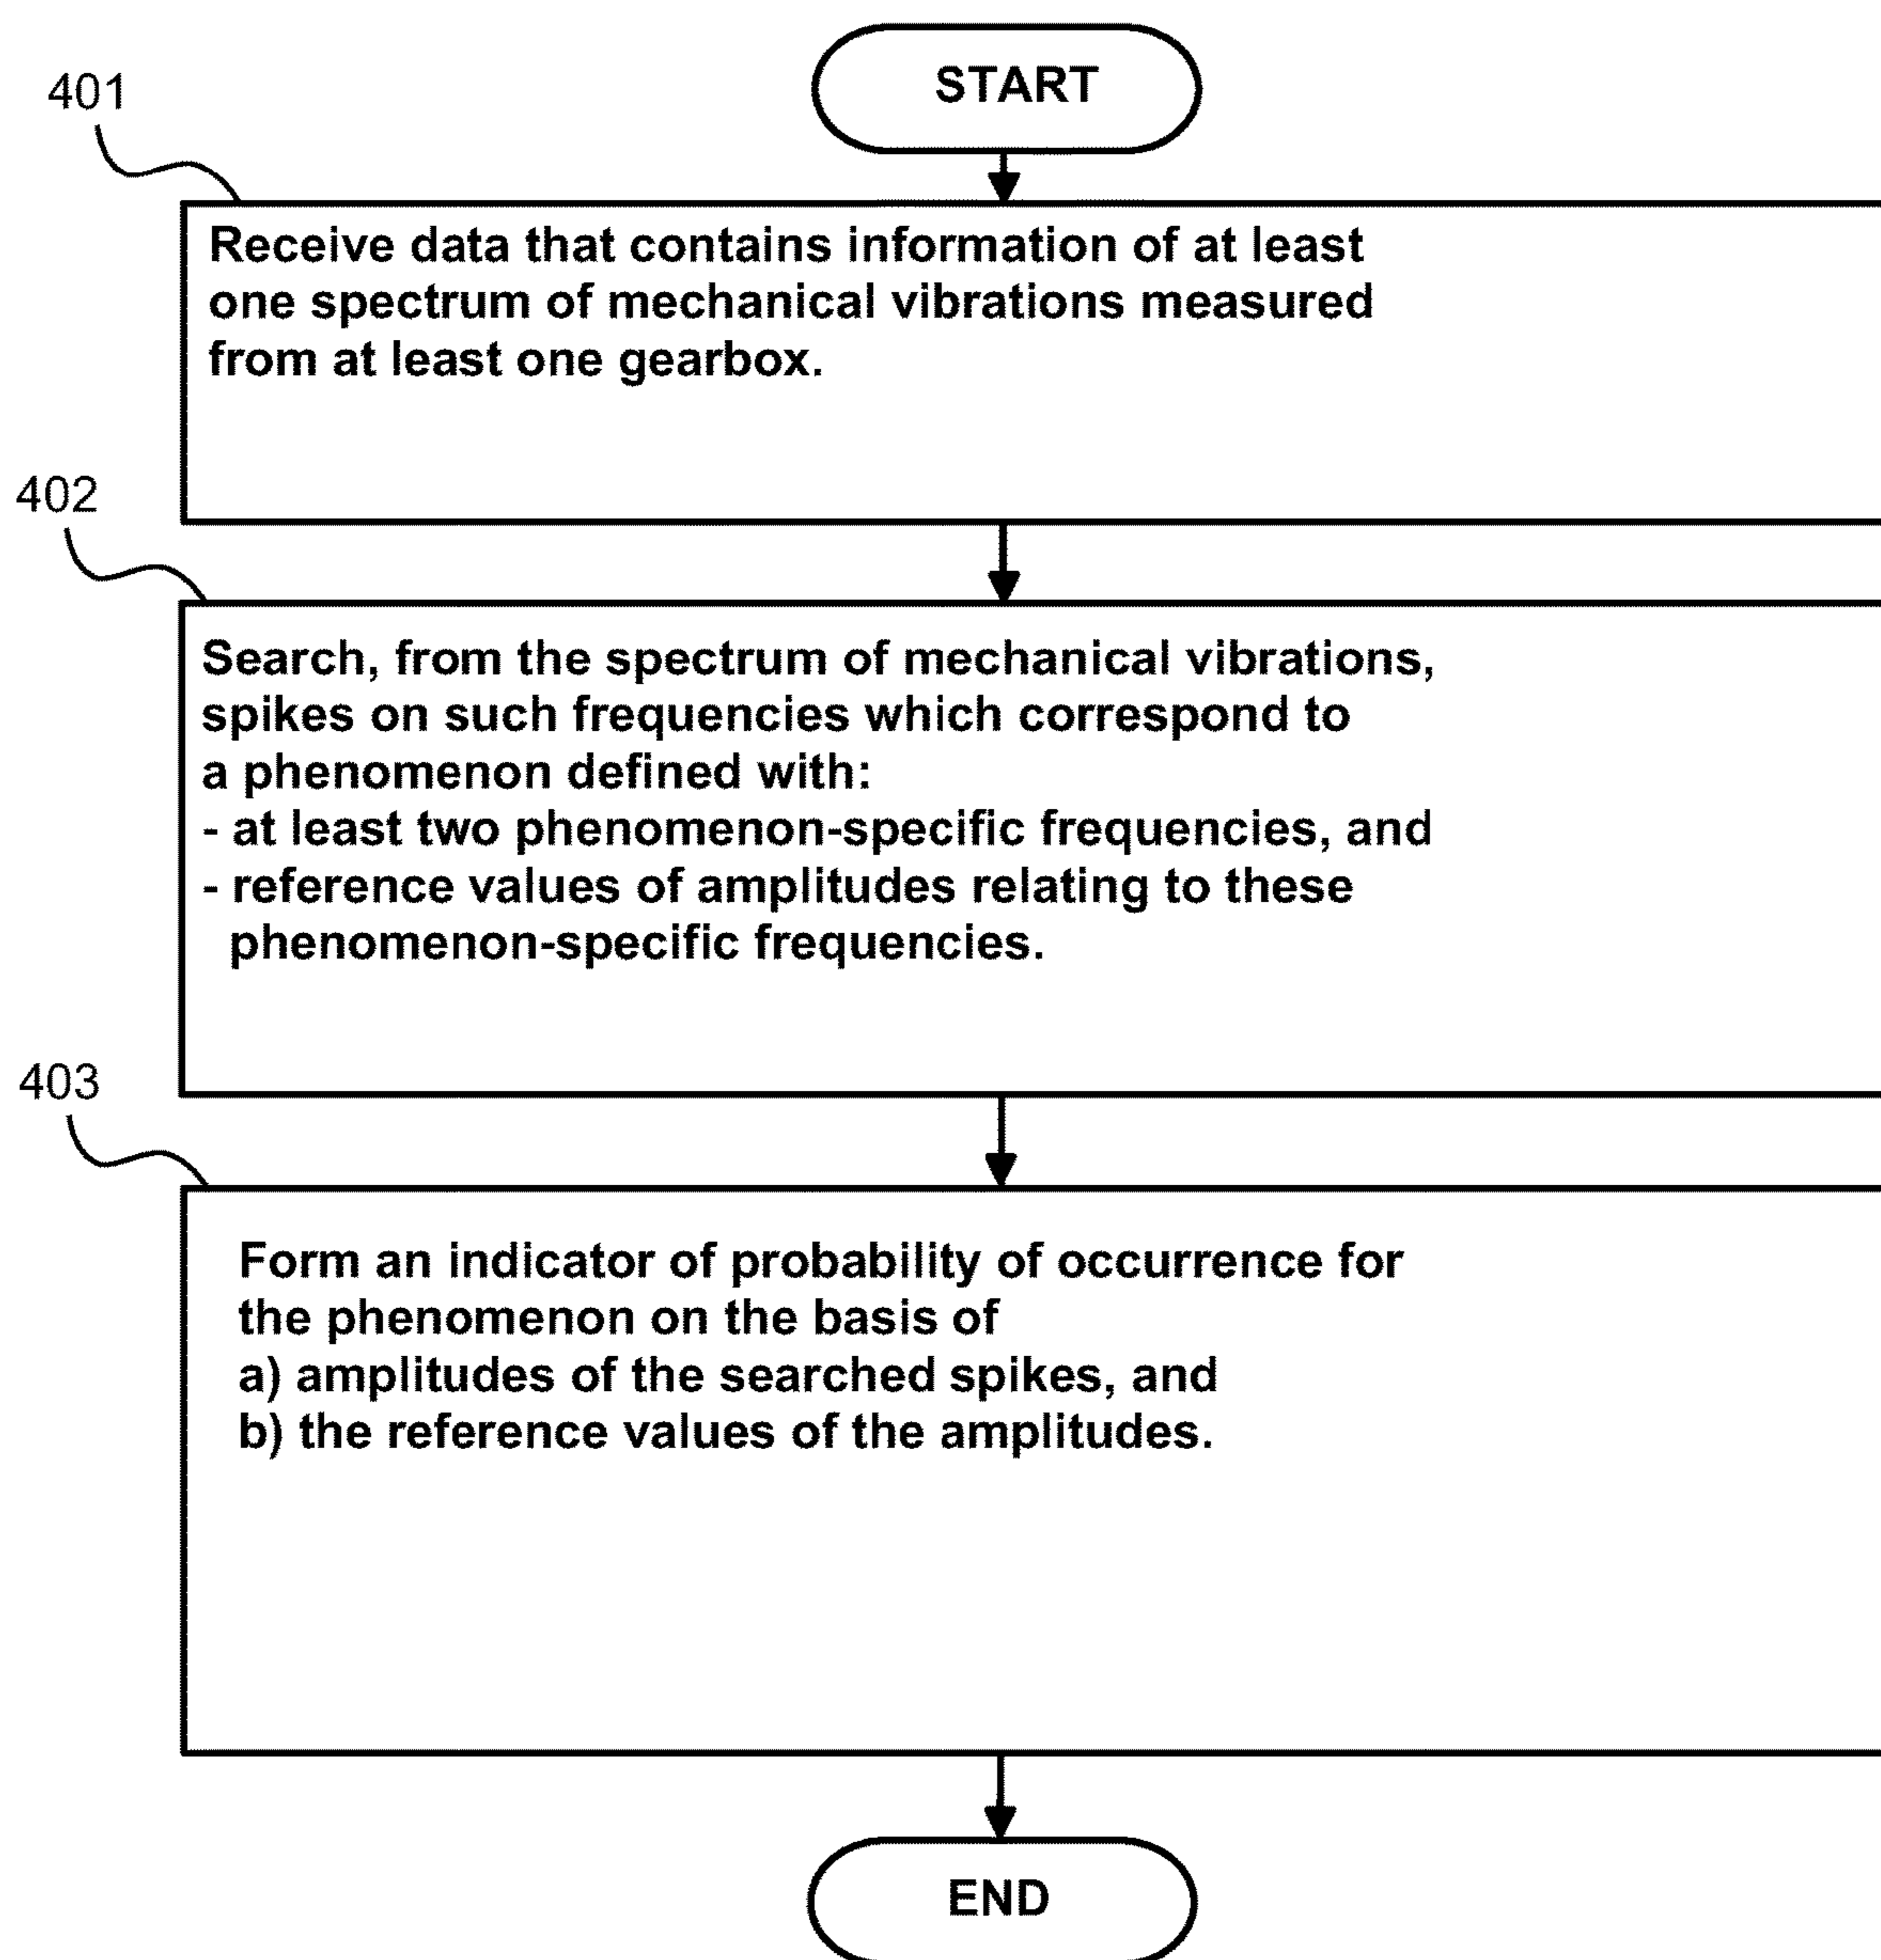 START
401
Receive data that contains information of at least
one spectrum of mechanical vibrations measured
from at least one gearbox.
402
Search, from the spectrum of mechanical vibrations,
spikes on such frequencies which correspond to
a phenomenon defined with:
- at least two phenomenon-specific frequencies, and
- reference values of amplitudes relating to these
phenomenon-specific frequencies.
403
Form an indicator of probability of occurrence for
the phenomenon on the basis of
a) amplitudes of the searched spikes, and
b) the reference values of the amplitudes.
END